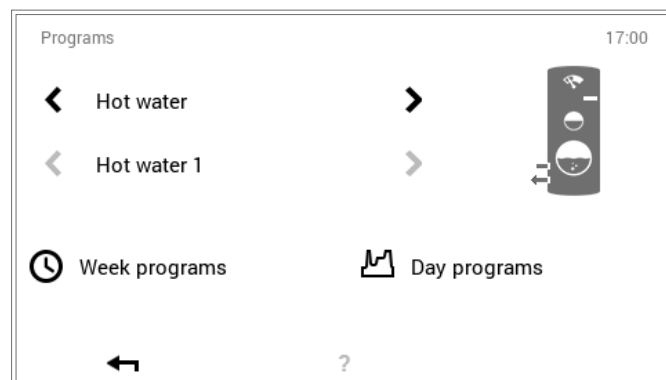 Programs 17:00
Hot water
Hot water 1
Week programs Day programs
?